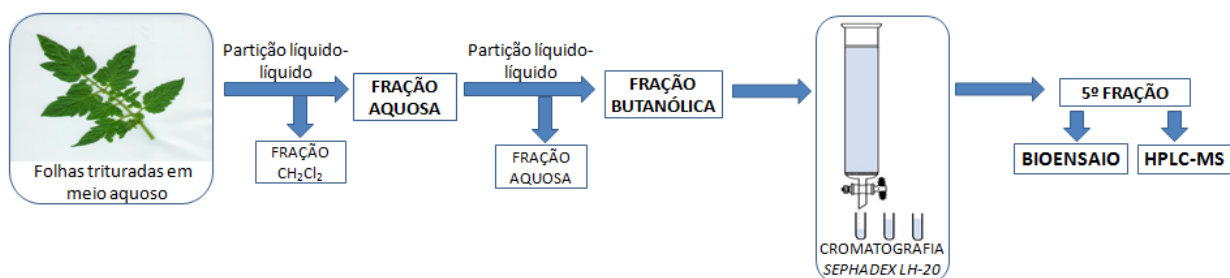 Folhas trituradas em
meio aquoso
Partição líquido-
líquido
FRAÇÃO
CH₂Cl₂
FRAÇÃO
AQUOSA
Partição líquido-
líquido
FRAÇÃO
AQUOSA
FRAÇÃO
BUTANÓLICA
CROMATOGRAFIA
SEPHADEX LH-20
5º FRAÇÃO
BIOENSAIO
HPLC-MS